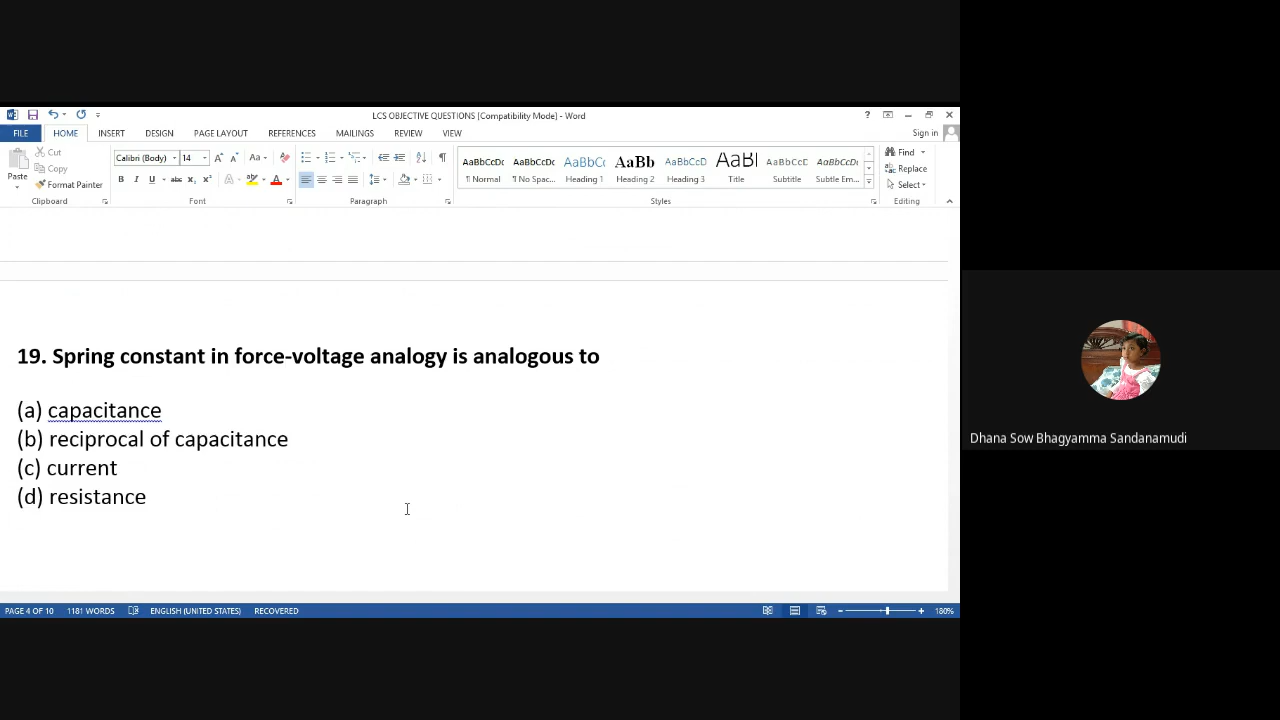 LCS OBJECTIVE QUESTIONS [Compatibility Mode] - Word
FILE HOME INSERT DESIGN PAGE LAYOUT REFERENCES MAILINGS REVIEW VIEW Sign in
Paste
Cut
Copy
Format Painter
Clipboard
Calibri (Body) 14
Font
Paragraph
AaBbCcDc AaBbCcDc AaBbCc AaBb AaBbCcD AaBl AaBbCcD AaBbCcDc
¶ Normal ¶ No Spac... Heading 1 Heading 2 Heading 3 Title Subtitle Subtle Em...
Styles
Find
Replace
Select
Editing
19. Spring constant in force-voltage analogy is analogous to
(a) capacitance
(b) reciprocal of capacitance
(c) current
(d) resistance
Dhana Sow Bhagyamma Sandanamudi
PAGE 4 OF 10 1181 WORDS ENGLISH (UNITED STATES) RECOVERED 180%